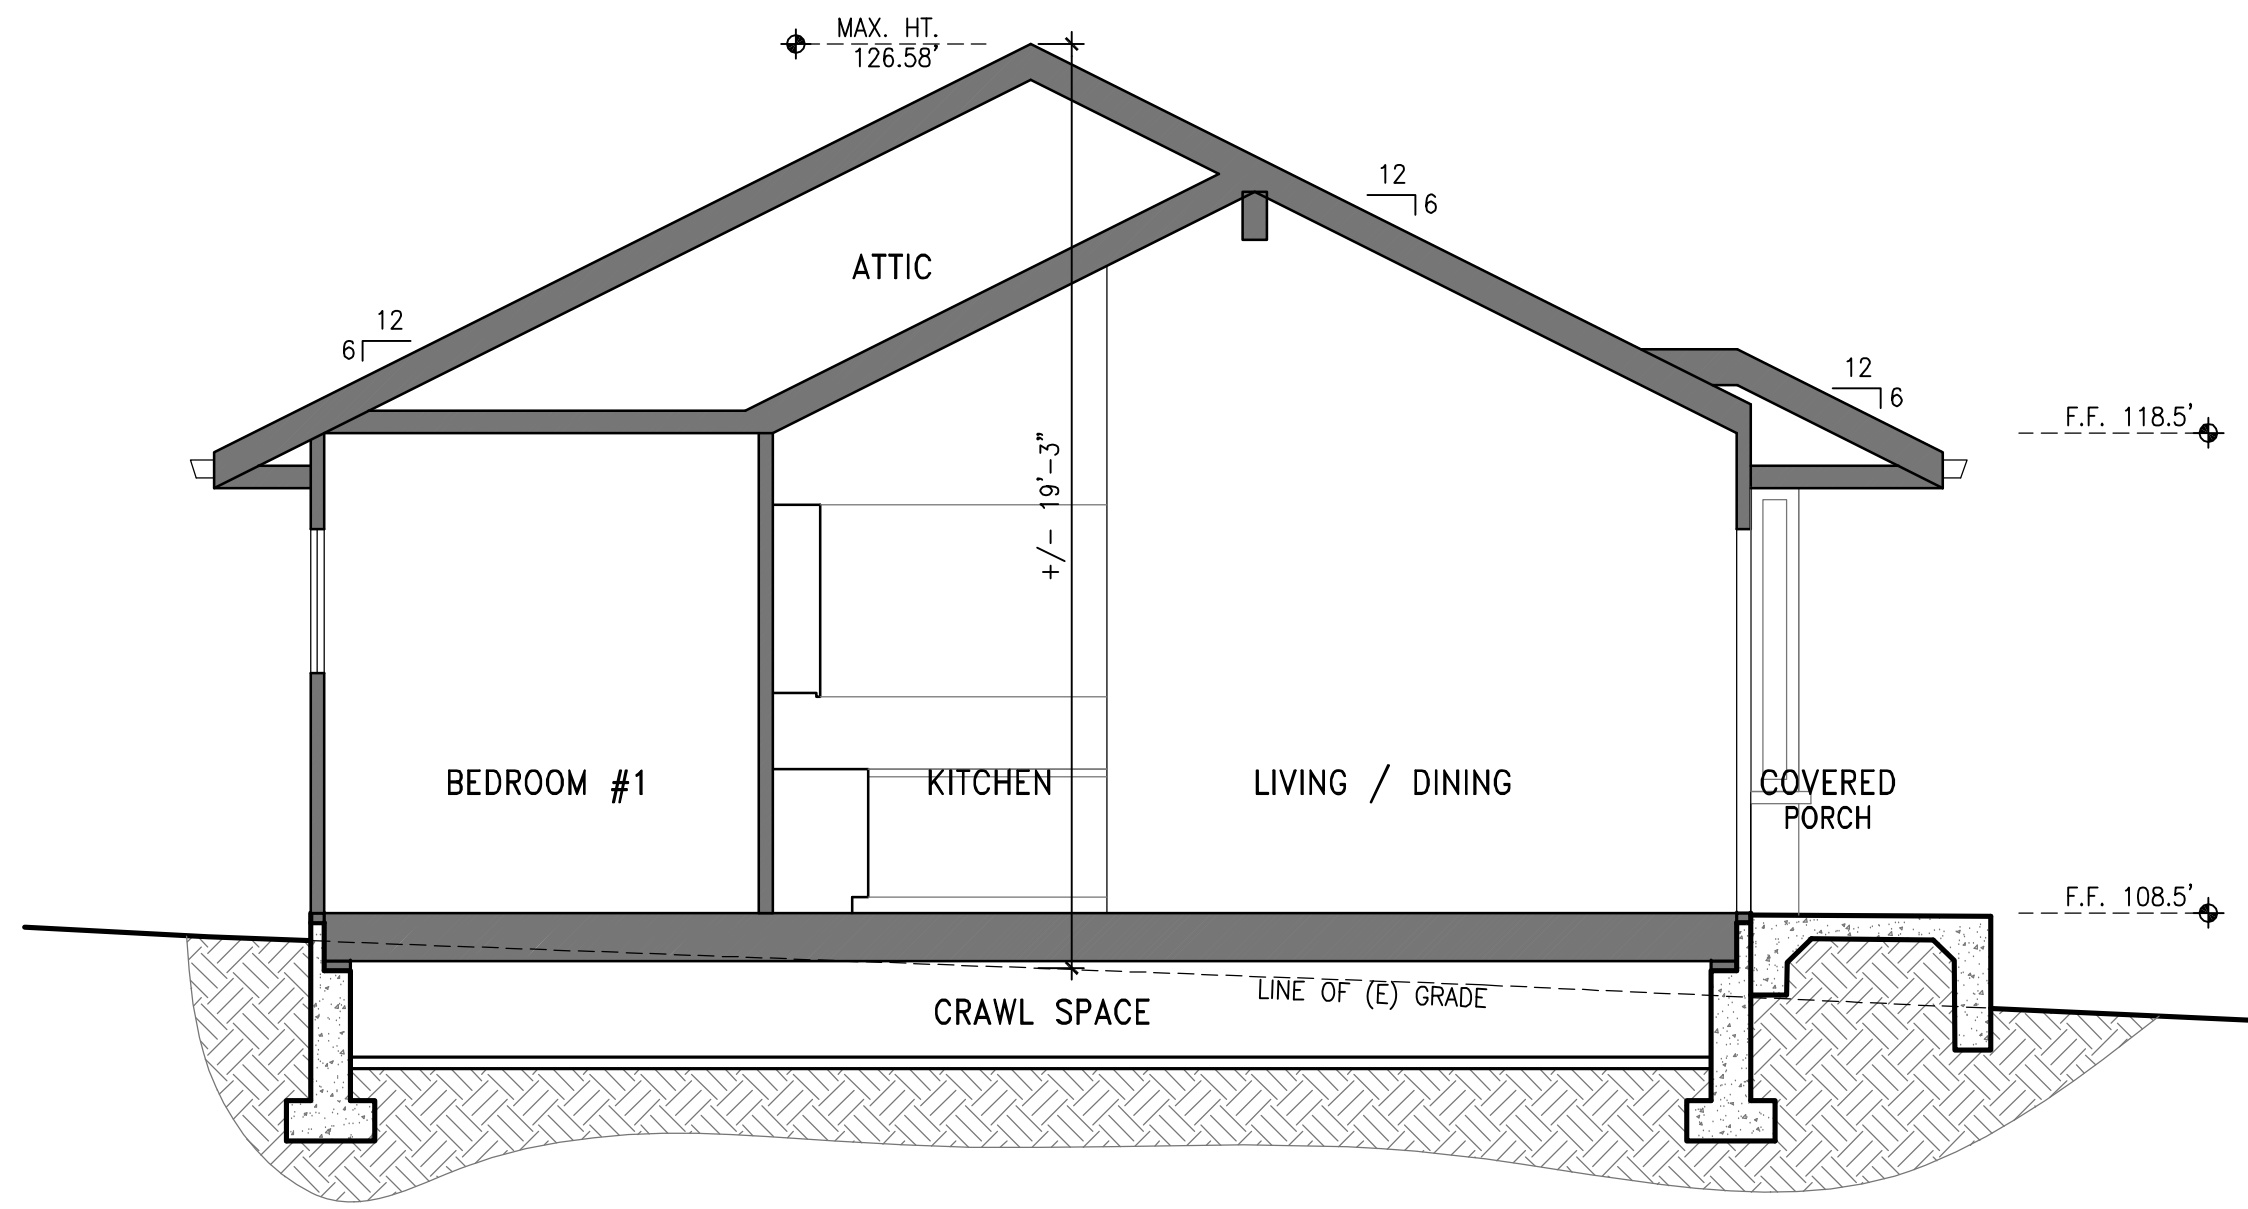 MAX. HT.
126.58'
12
6
ATTIC
12
6
12
6
F.F. 118.5'
+/- 19'-3"
BEDROOM #1
KITCHEN
LIVING / DINING
COVERED
PORCH
F.F. 108.5'
LINE OF (E) GRADE
CRAWL SPACE